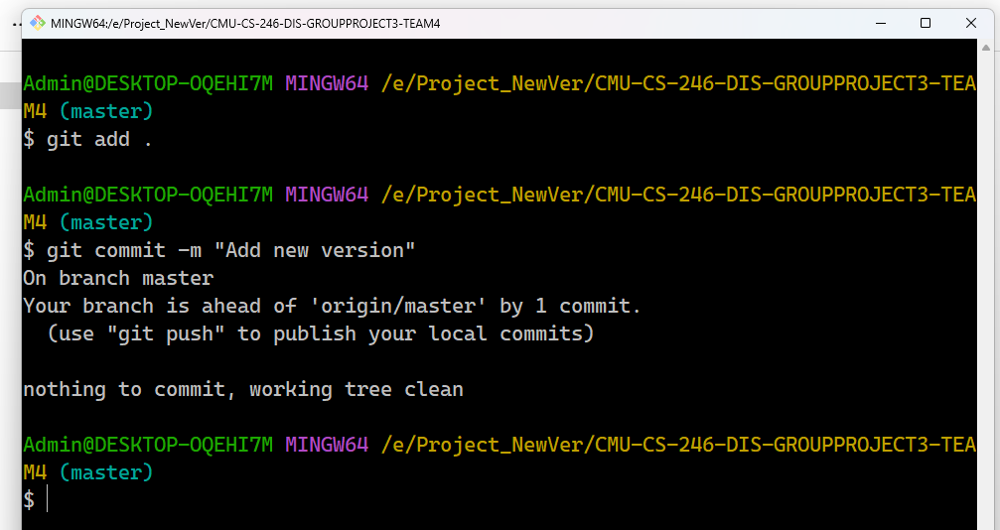 MINGW64:/e/Project_NewVer/CMU-CS-246-DIS-GROUPPROJECT3-TEAM4
Admin@DESKTOP-OQEHI7M MINGW64 /e/Project_NewVer/CMU-CS-246-DIS-GROUPPROJECT3-TEA
M4 (master)
$ git add .
Admin@DESKTOP-OQEHI7M MINGW64 /e/Project_NewVer/CMU-CS-246-DIS-GROUPPROJECT3-TEA
M4 (master)
$ git commit -m "Add new version"
On branch master
Your branch is ahead of 'origin/master' by 1 commit.
  (use "git push" to publish your local commits)
nothing to commit, working tree clean
Admin@DESKTOP-OQEHI7M MINGW64 /e/Project_NewVer/CMU-CS-246-DIS-GROUPPROJECT3-TEA
M4 (master)
$